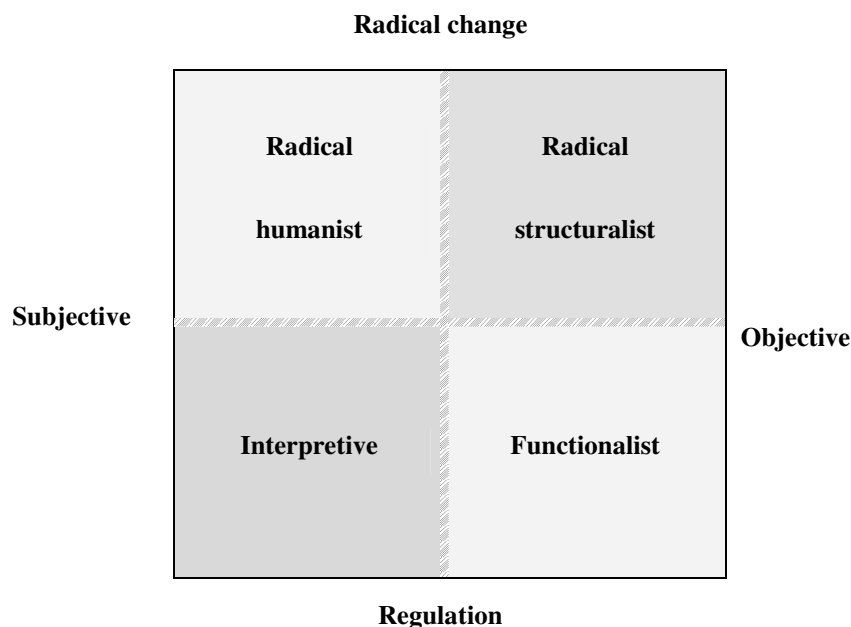 Radical change
Radical
Radical
humanist
structuralist
Subjective
Objective
Interpretive
Functionalist
Regulation